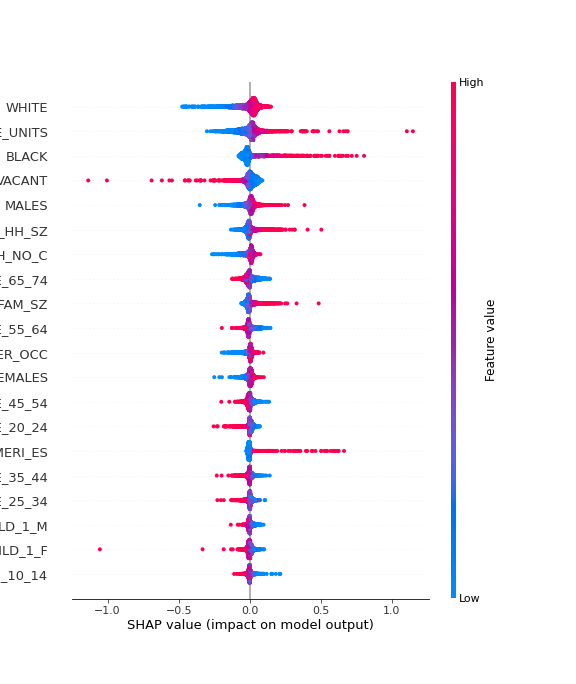 High
WHITE
E_UNITS
BLACK
VACANT
MALES
_HH_SZ
H_NO_C
E_65_74
FAM_SZ
E_55_64
ER_OCC
EMALES
E_45_54
E_20_24
MERI_ES
E_35_44
E_25_34
LD_1_M
ILD_1_F
_10_14
Feature value
Low
−1.0 −0.5 0.0 0.5 1.0
SHAP value (impact on model output)